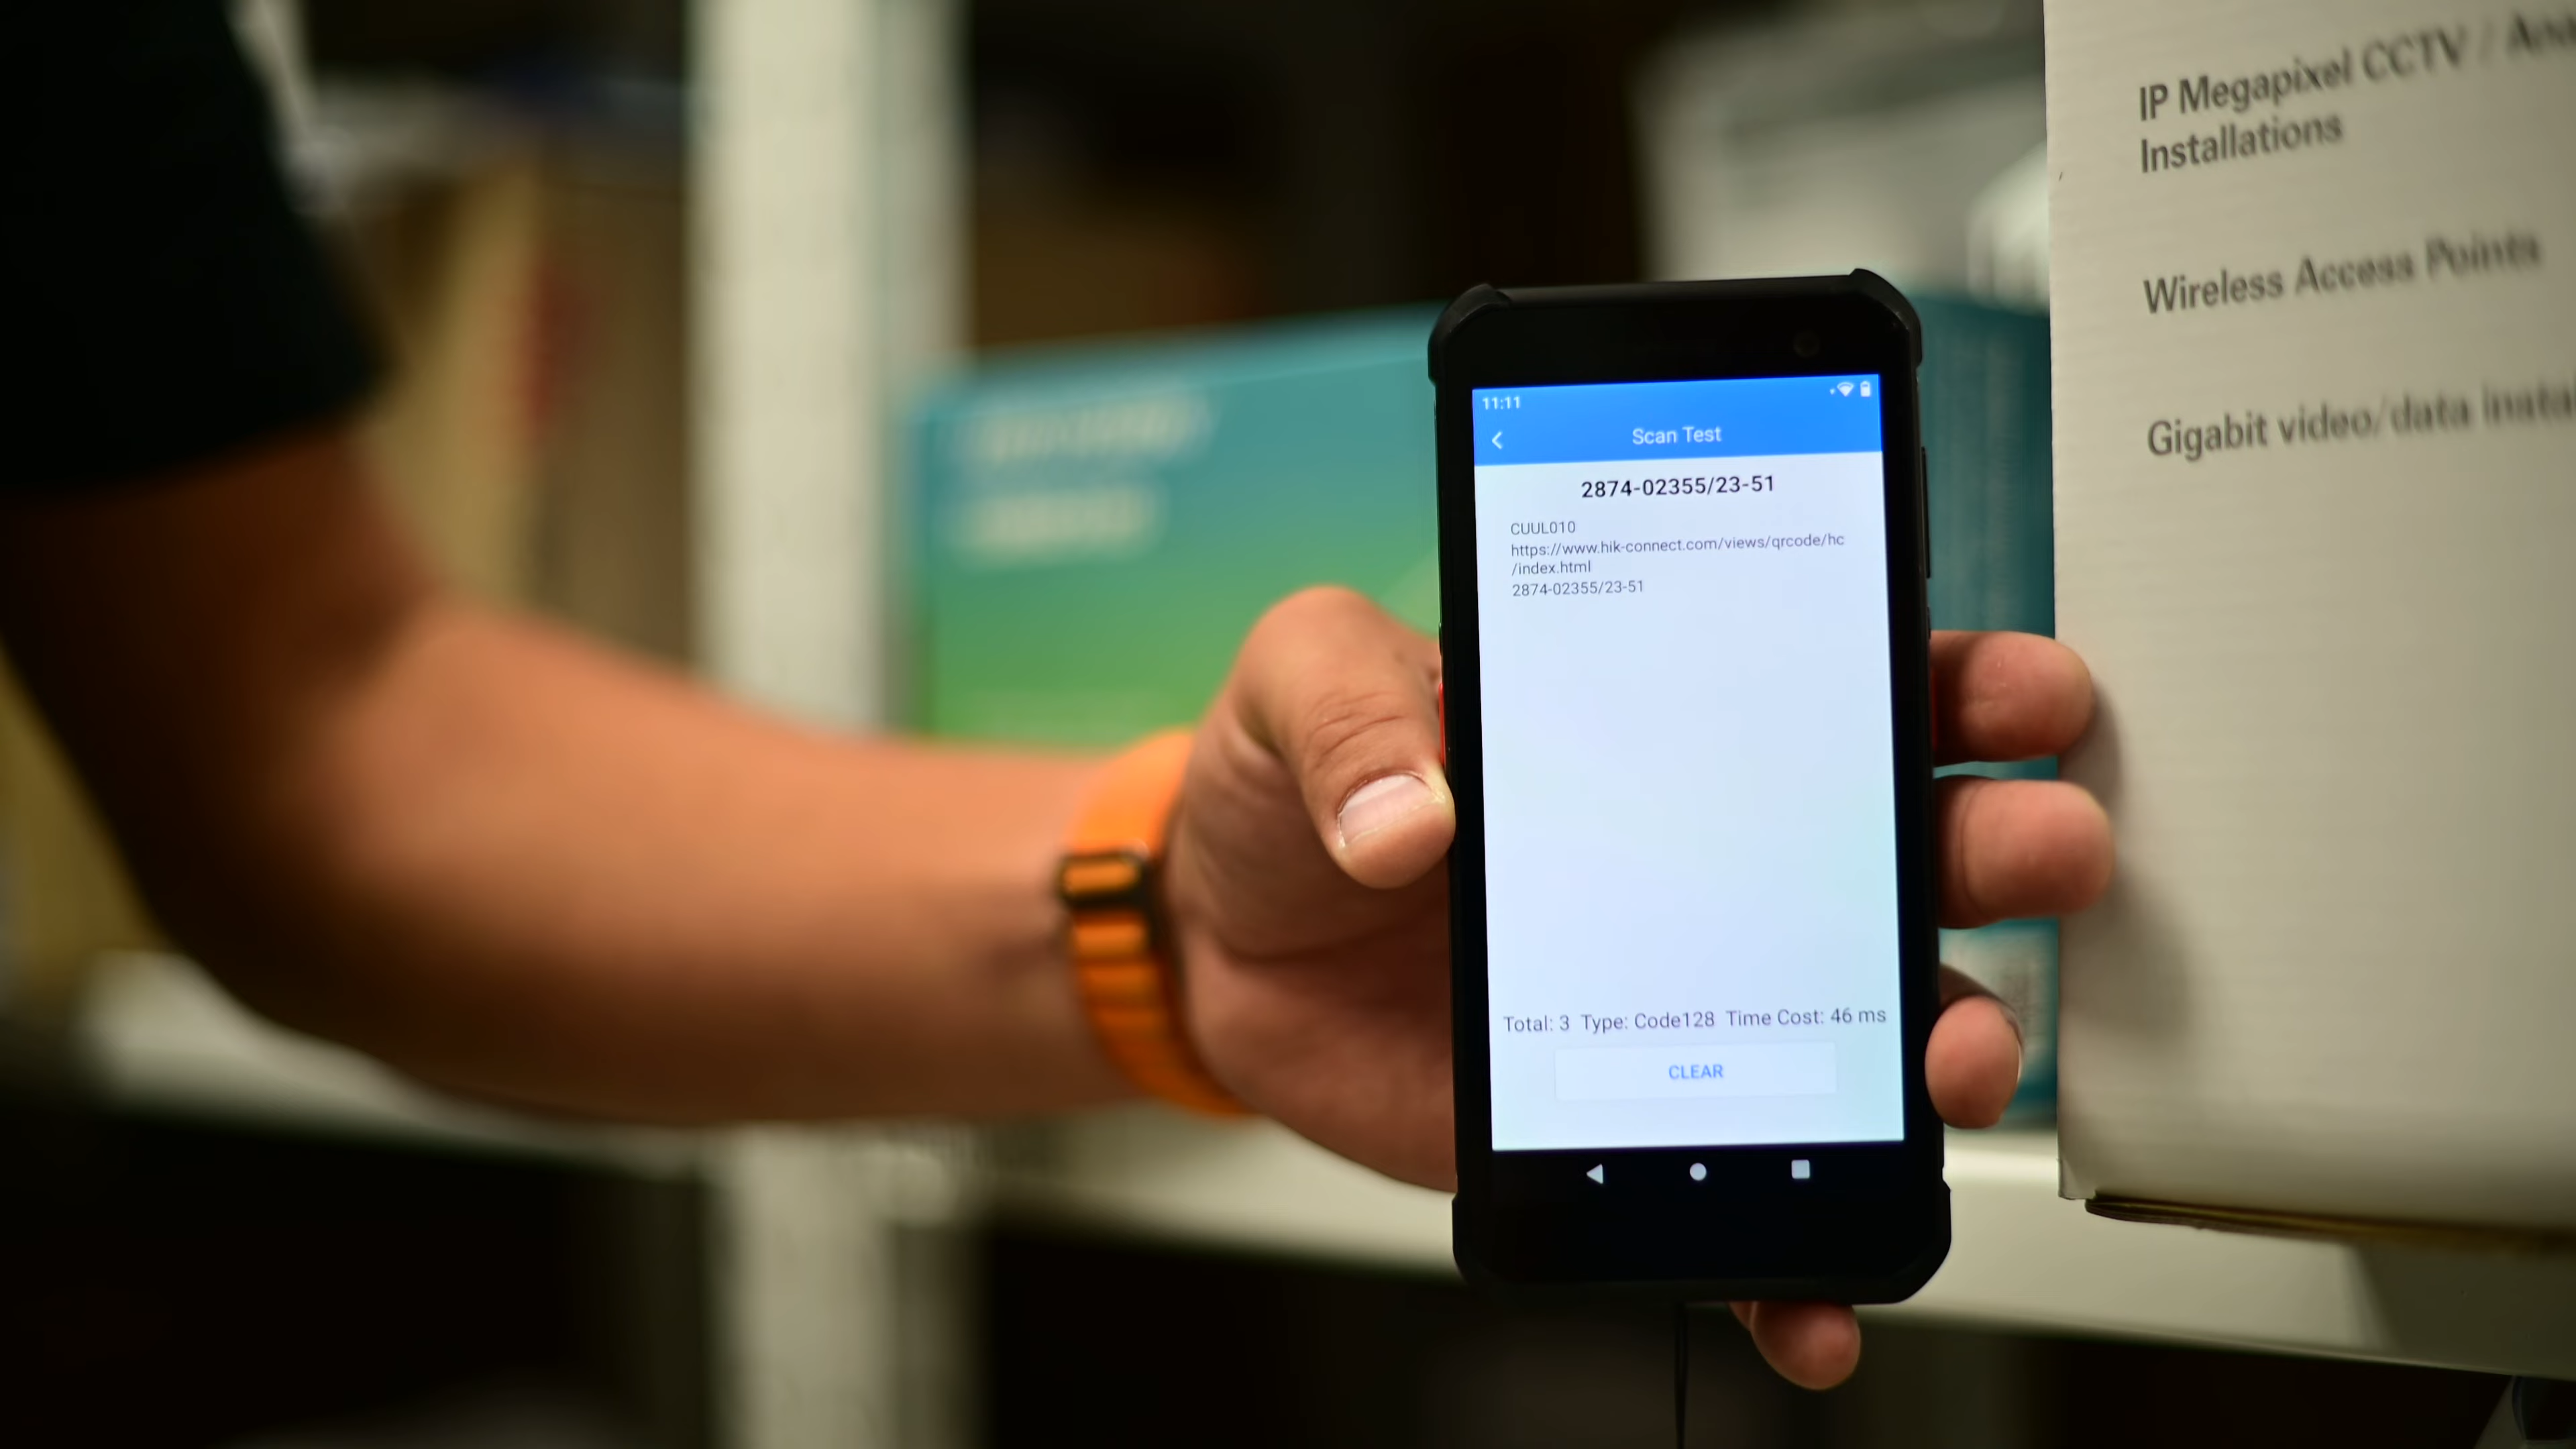 IP Megapixel CCTV /
Installations
Wireless Access Points
Gigabit video/data
11:11
Scan Test
2874-02355/23-51
CUUL010
https://www.hik-connect.com/views/qrcode/hc
/index.html
2874-02355/23-51
Total: 3 Type: Code128 Time Cost: 46 ms
CLEAR